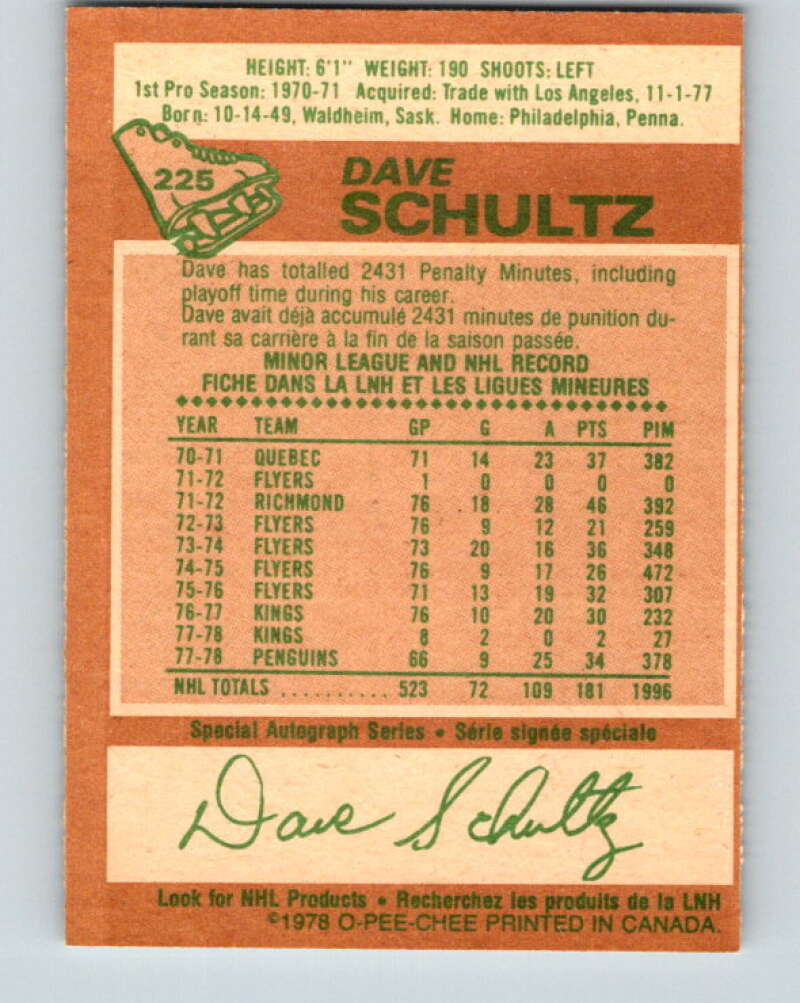 HEIGHT: 6'1" WEIGHT: 190 SHOOTS: LEFT
1st Pro Season: 1970-71 Acquired: Trade with Los Angeles, 11-1-77
Born: 10-14-49, Waldheim, Sask. Home: Philadelphia, Penna.
225
DAVE
SCHULTZ
Dave has totalled 2431 Penalty Minutes, including
playoff time during his career.
Dave avait déjà accumulé 2431 minutes de punition du-
rant sa carrière à la fin de la saison passée.
MINOR LEAGUE AND NHL RECORD
FICHE DANS LA LNH ET LES LIGUES MINEURES
YEAR TEAM GP G A PTS PIM
70-71 QUEBEC 71 14 23 37 382
71-72 FLYERS 1 0 0 0 0
71-72 RICHMOND 76 18 28 46 392
72-73 FLYERS 76 9 12 21 259
73-74 FLYERS 73 20 16 36 348
74-75 FLYERS 76 9 17 26 472
75-76 FLYERS 71 13 19 32 307
76-77 KINGS 76 10 20 30 232
77-78 KINGS 8 2 0 2 27
77-78 PENGUINS 66 9 25 34 378
NHL TOTALS .......... 523 72 109 181 1996
Special Autograph Series • Série signée spéciale
Dave Schultz
Look for NHL Products • Recherchez les produits de la LNH
©1978 O-PEE-CHEE PRINTED IN CANADA.